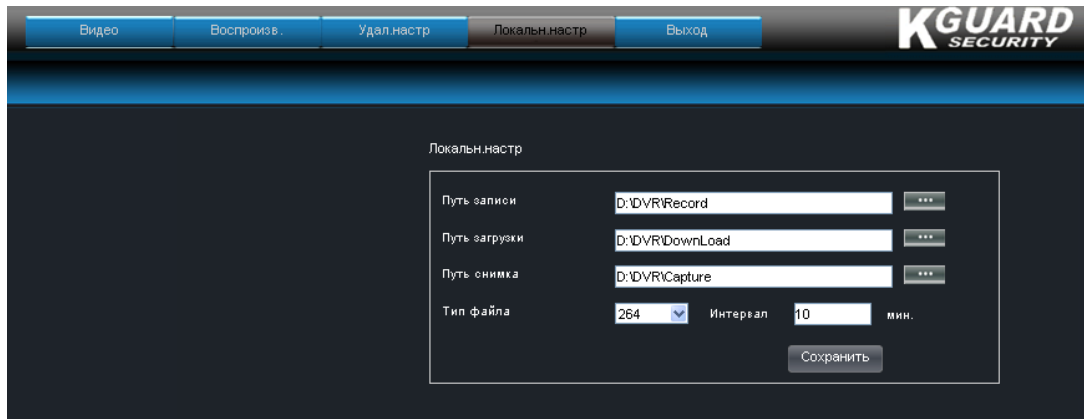 Видео Воспроизв. Удал.настр Локальн.настр Выход KGUARD
SECURITY
Локальн.настр
Путь записи D:\DVR\Record ...
Путь загрузки D:\DVR\DownLoad ...
Путь снимка D:\DVR\Capture ...
Тип файла 264 Интервал 10 мин.
Сохранить